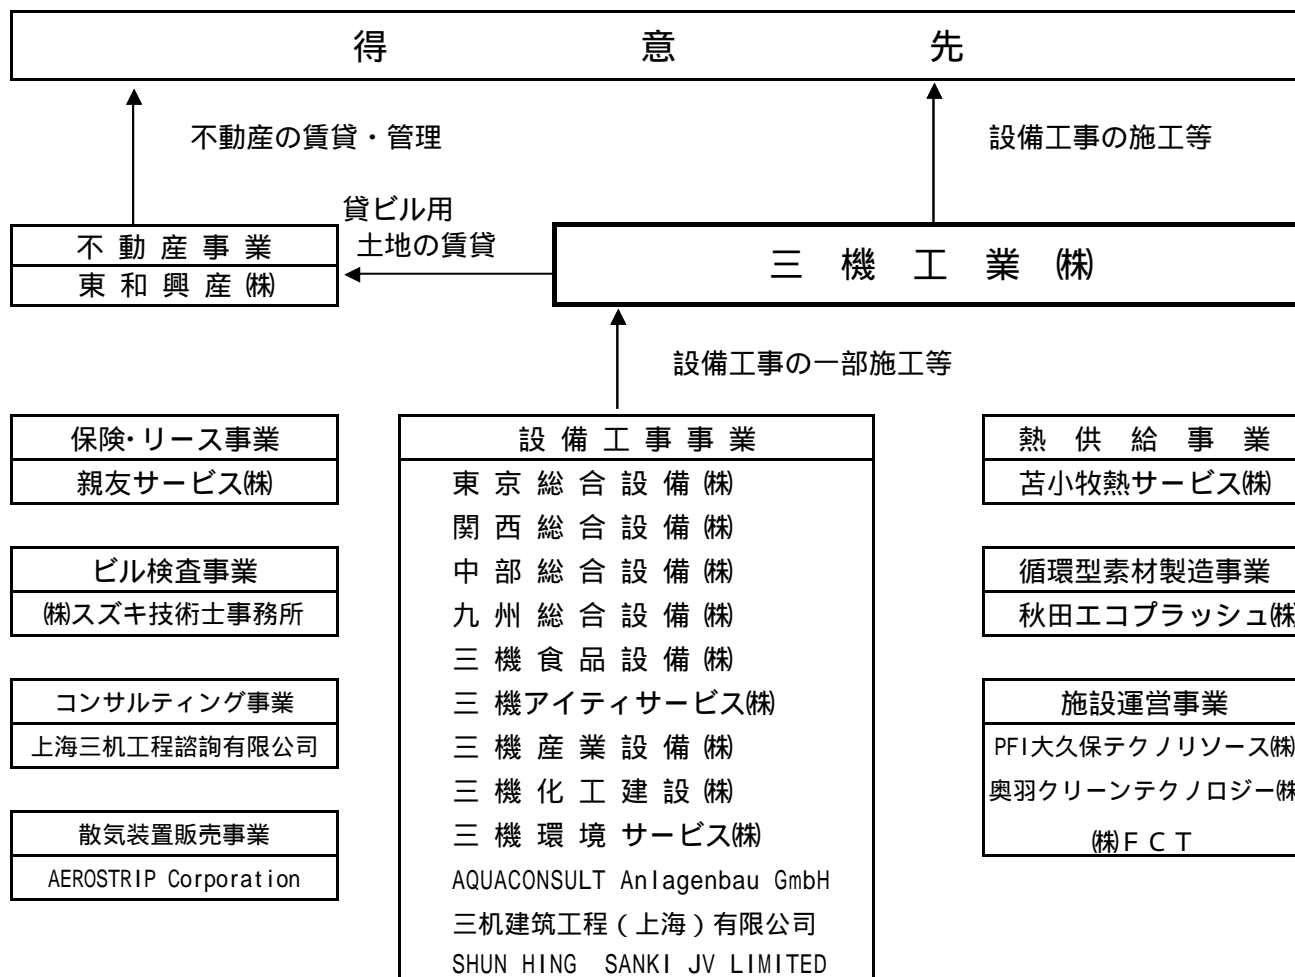 得意先
不動産の賃貸・管理
設備工事の施工等
貸ビル用
土地の賃貸
不動産事業
東和興産㈱
三機工業㈱
設備工事の一部施工等
保険・リース事業
親友サービス㈱
ビル検査事業
㈱スズキ技術士事務所
コンサルティング事業
上海三机工程諮詢有限公司
散気装置販売事業
AEROSTRIP Corporation
設備工事事業
東京総合設備㈱
関西総合設備㈱
中部総合設備㈱
九州総合設備㈱
三機食品設備㈱
三機アイティサービス㈱
三機産業設備㈱
三機化工建設㈱
三機環境サービス㈱
AQUACONSULT Anlagenbau GmbH
三机建筑工程(上海)有限公司
SHUN HING SANKI JV LIMITED
熱供給事業
苫小牧熱サービス㈱
循環型素材製造事業
秋田エコプラッシュ㈱
施設運営事業
PFI大久保テクノリソース㈱
奥羽クリーンテクノロジー㈱
㈱FCT